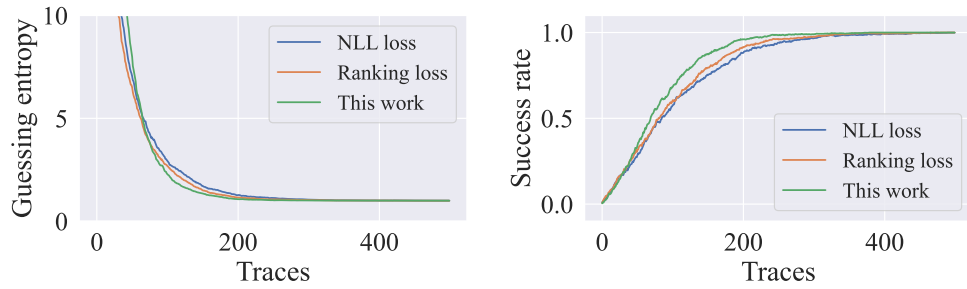 10
5
0
Guessing entropy
NLL loss
Ranking loss
This work
0
200
400
Traces
1.0
0.5
0.0
Success rate
NLL loss
Ranking loss
This work
0
200
400
Traces